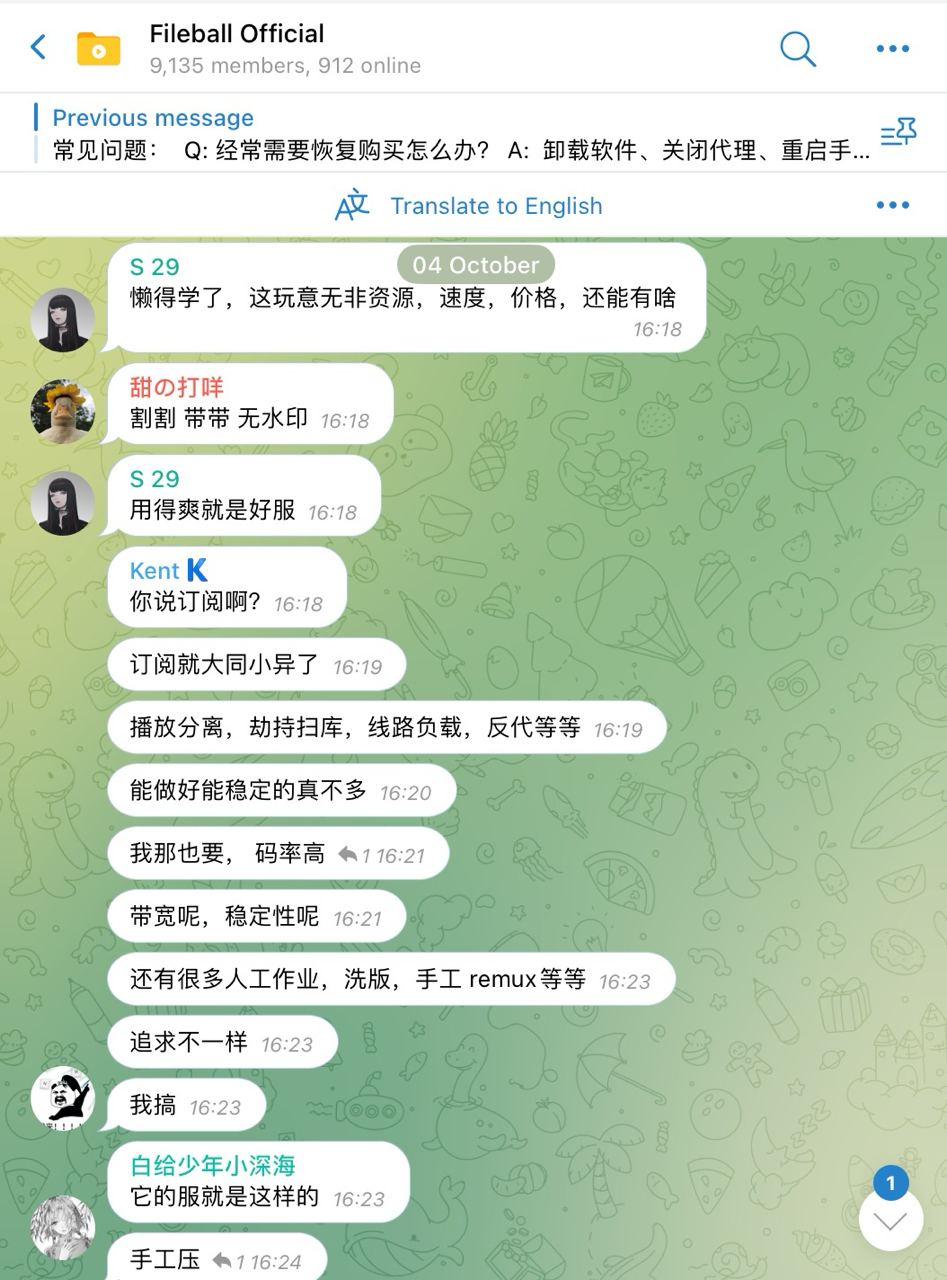 Fileball Official
9,135 members, 912 online
Previous message
常见问题： Q: 经常需要恢复购买怎么办？ A: 卸载软件、关闭代理、重启手...
Translate to English
04 October
S 29
懒得学了，这玩意无非资源，速度，价格，还能有啥
16:18
甜の打咩
割割 带带 无水印 16:18
S 29
用得爽就是好服 16:18
Kent K
你说订阅啊？ 16:18
订阅就大同小异了 16:19
播放分离，劫持扫库，线路负载，反代等等 16:19
能做好能稳定的真不多 16:20
我那也要， 码率高 1 16:21
带宽呢，稳定性呢 16:21
还有很多人工作业，洗版，手工 remux等等 16:23
追求不一样 16:23
我搞 16:23
白给少年小深海
它的服就是这样的 16:23
1
手工压 1 16:24